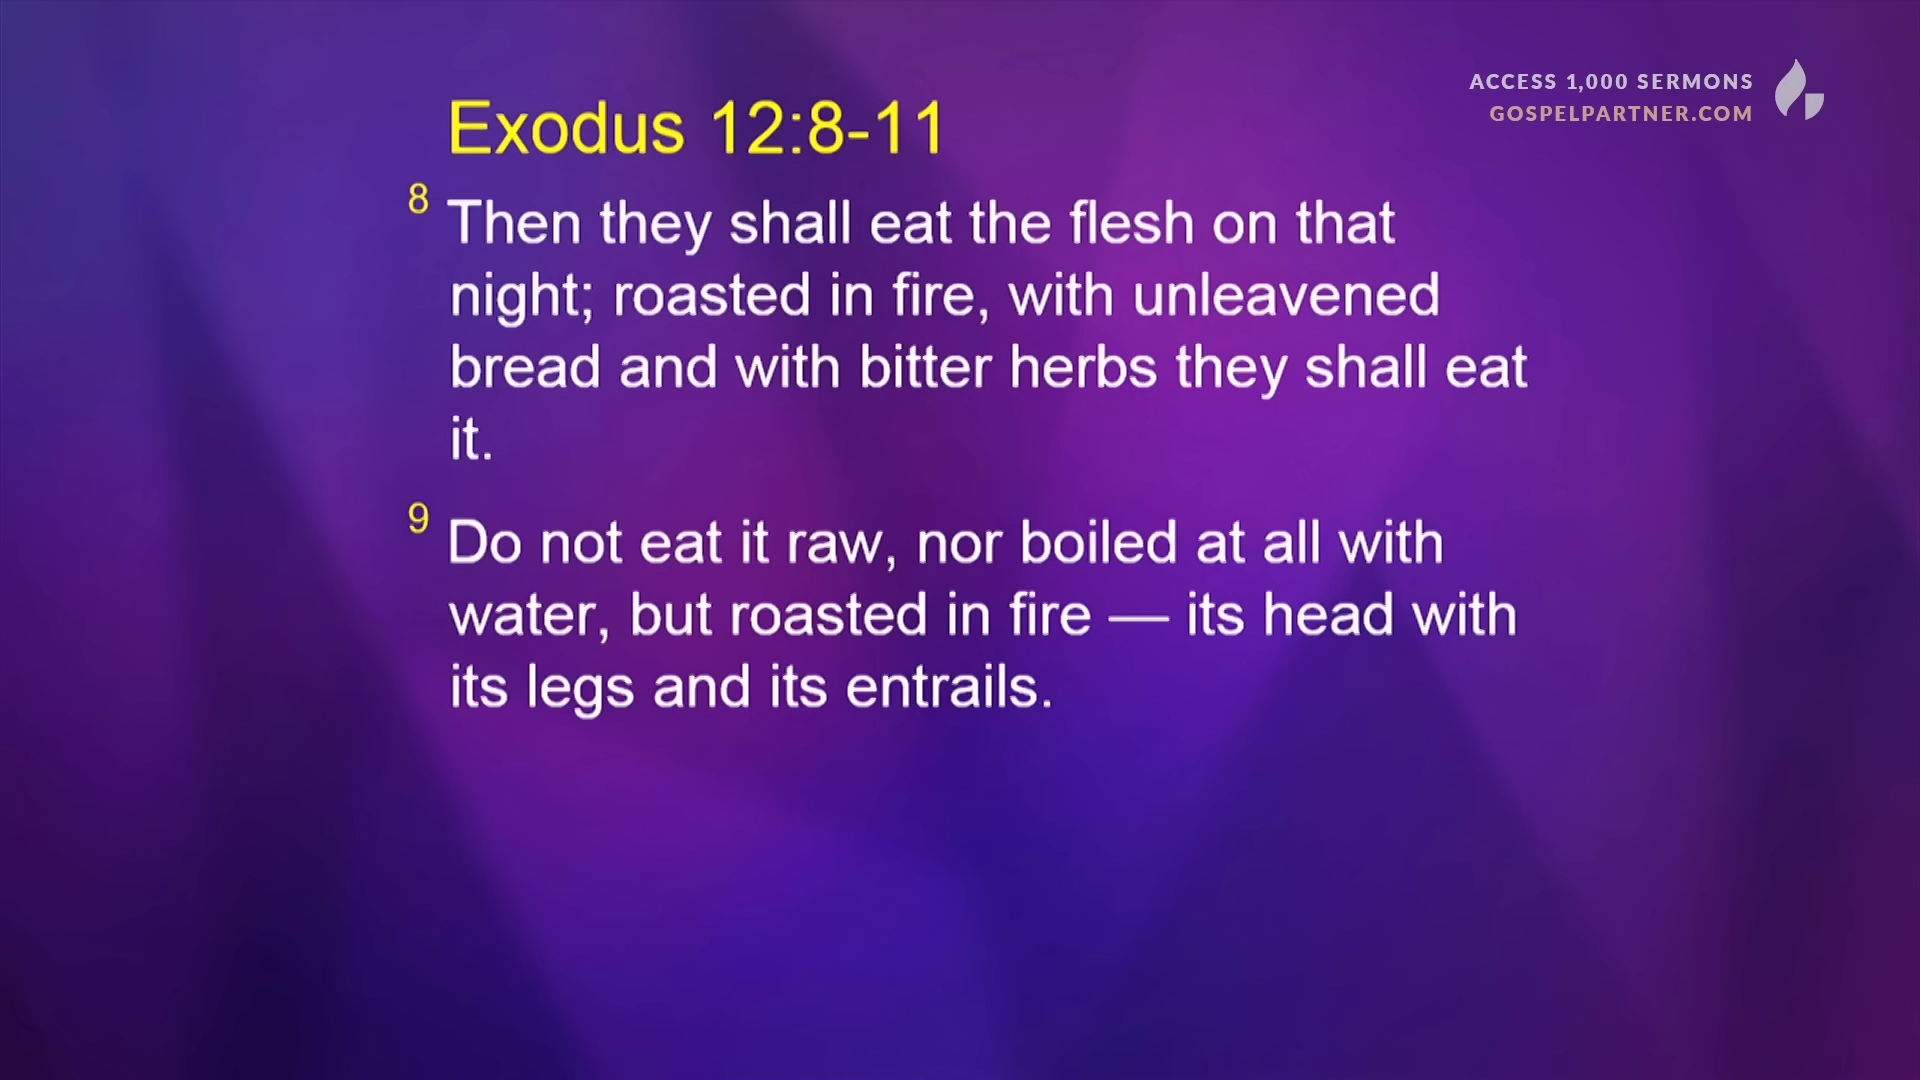 ACCESS 1,000 SERMONS
GOSPELPARTNER.COM
Exodus 12:8-11
8 Then they shall eat the flesh on that
night; roasted in fire, with unleavened
bread and with bitter herbs they shall eat
it.
9 Do not eat it raw, nor boiled at all with
water, but roasted in fire — its head with
its legs and its entrails.